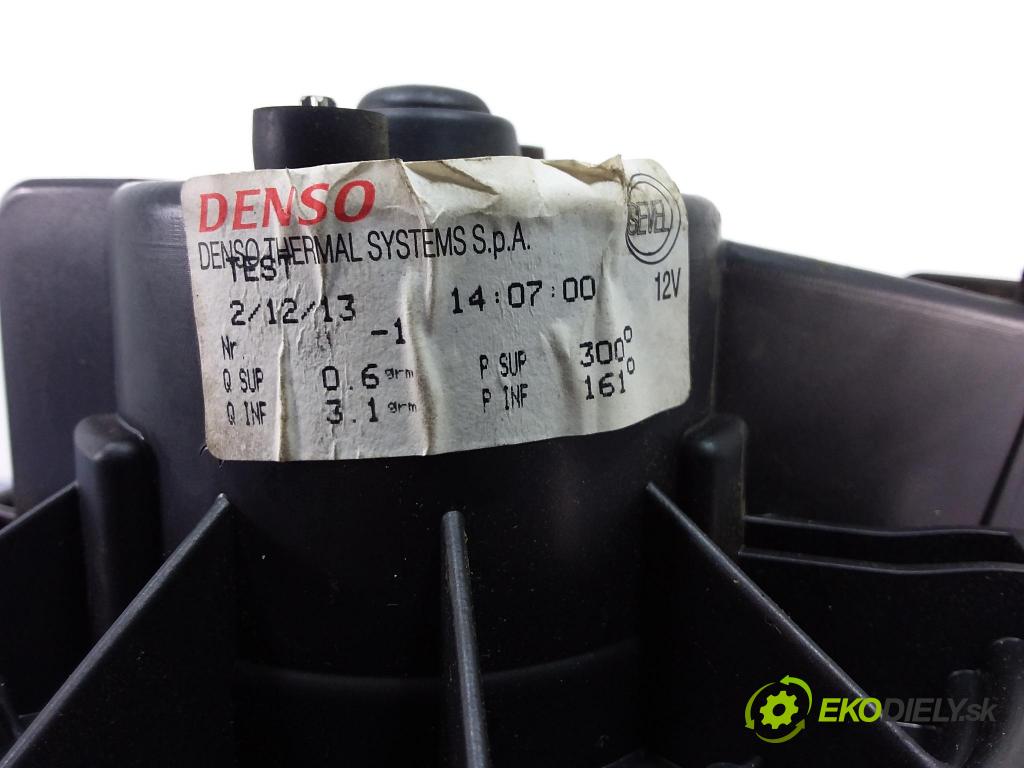 DENSO
DENSO THERMAL SYSTEMS S.p.A.
SEVEL
TEST
12V
2/12/13 14:07:00
Nr. -1
Q SUP 0.6 grm P SUP 300°
Q INF 3.1 grm P INF 161°
EKODIELY.sk